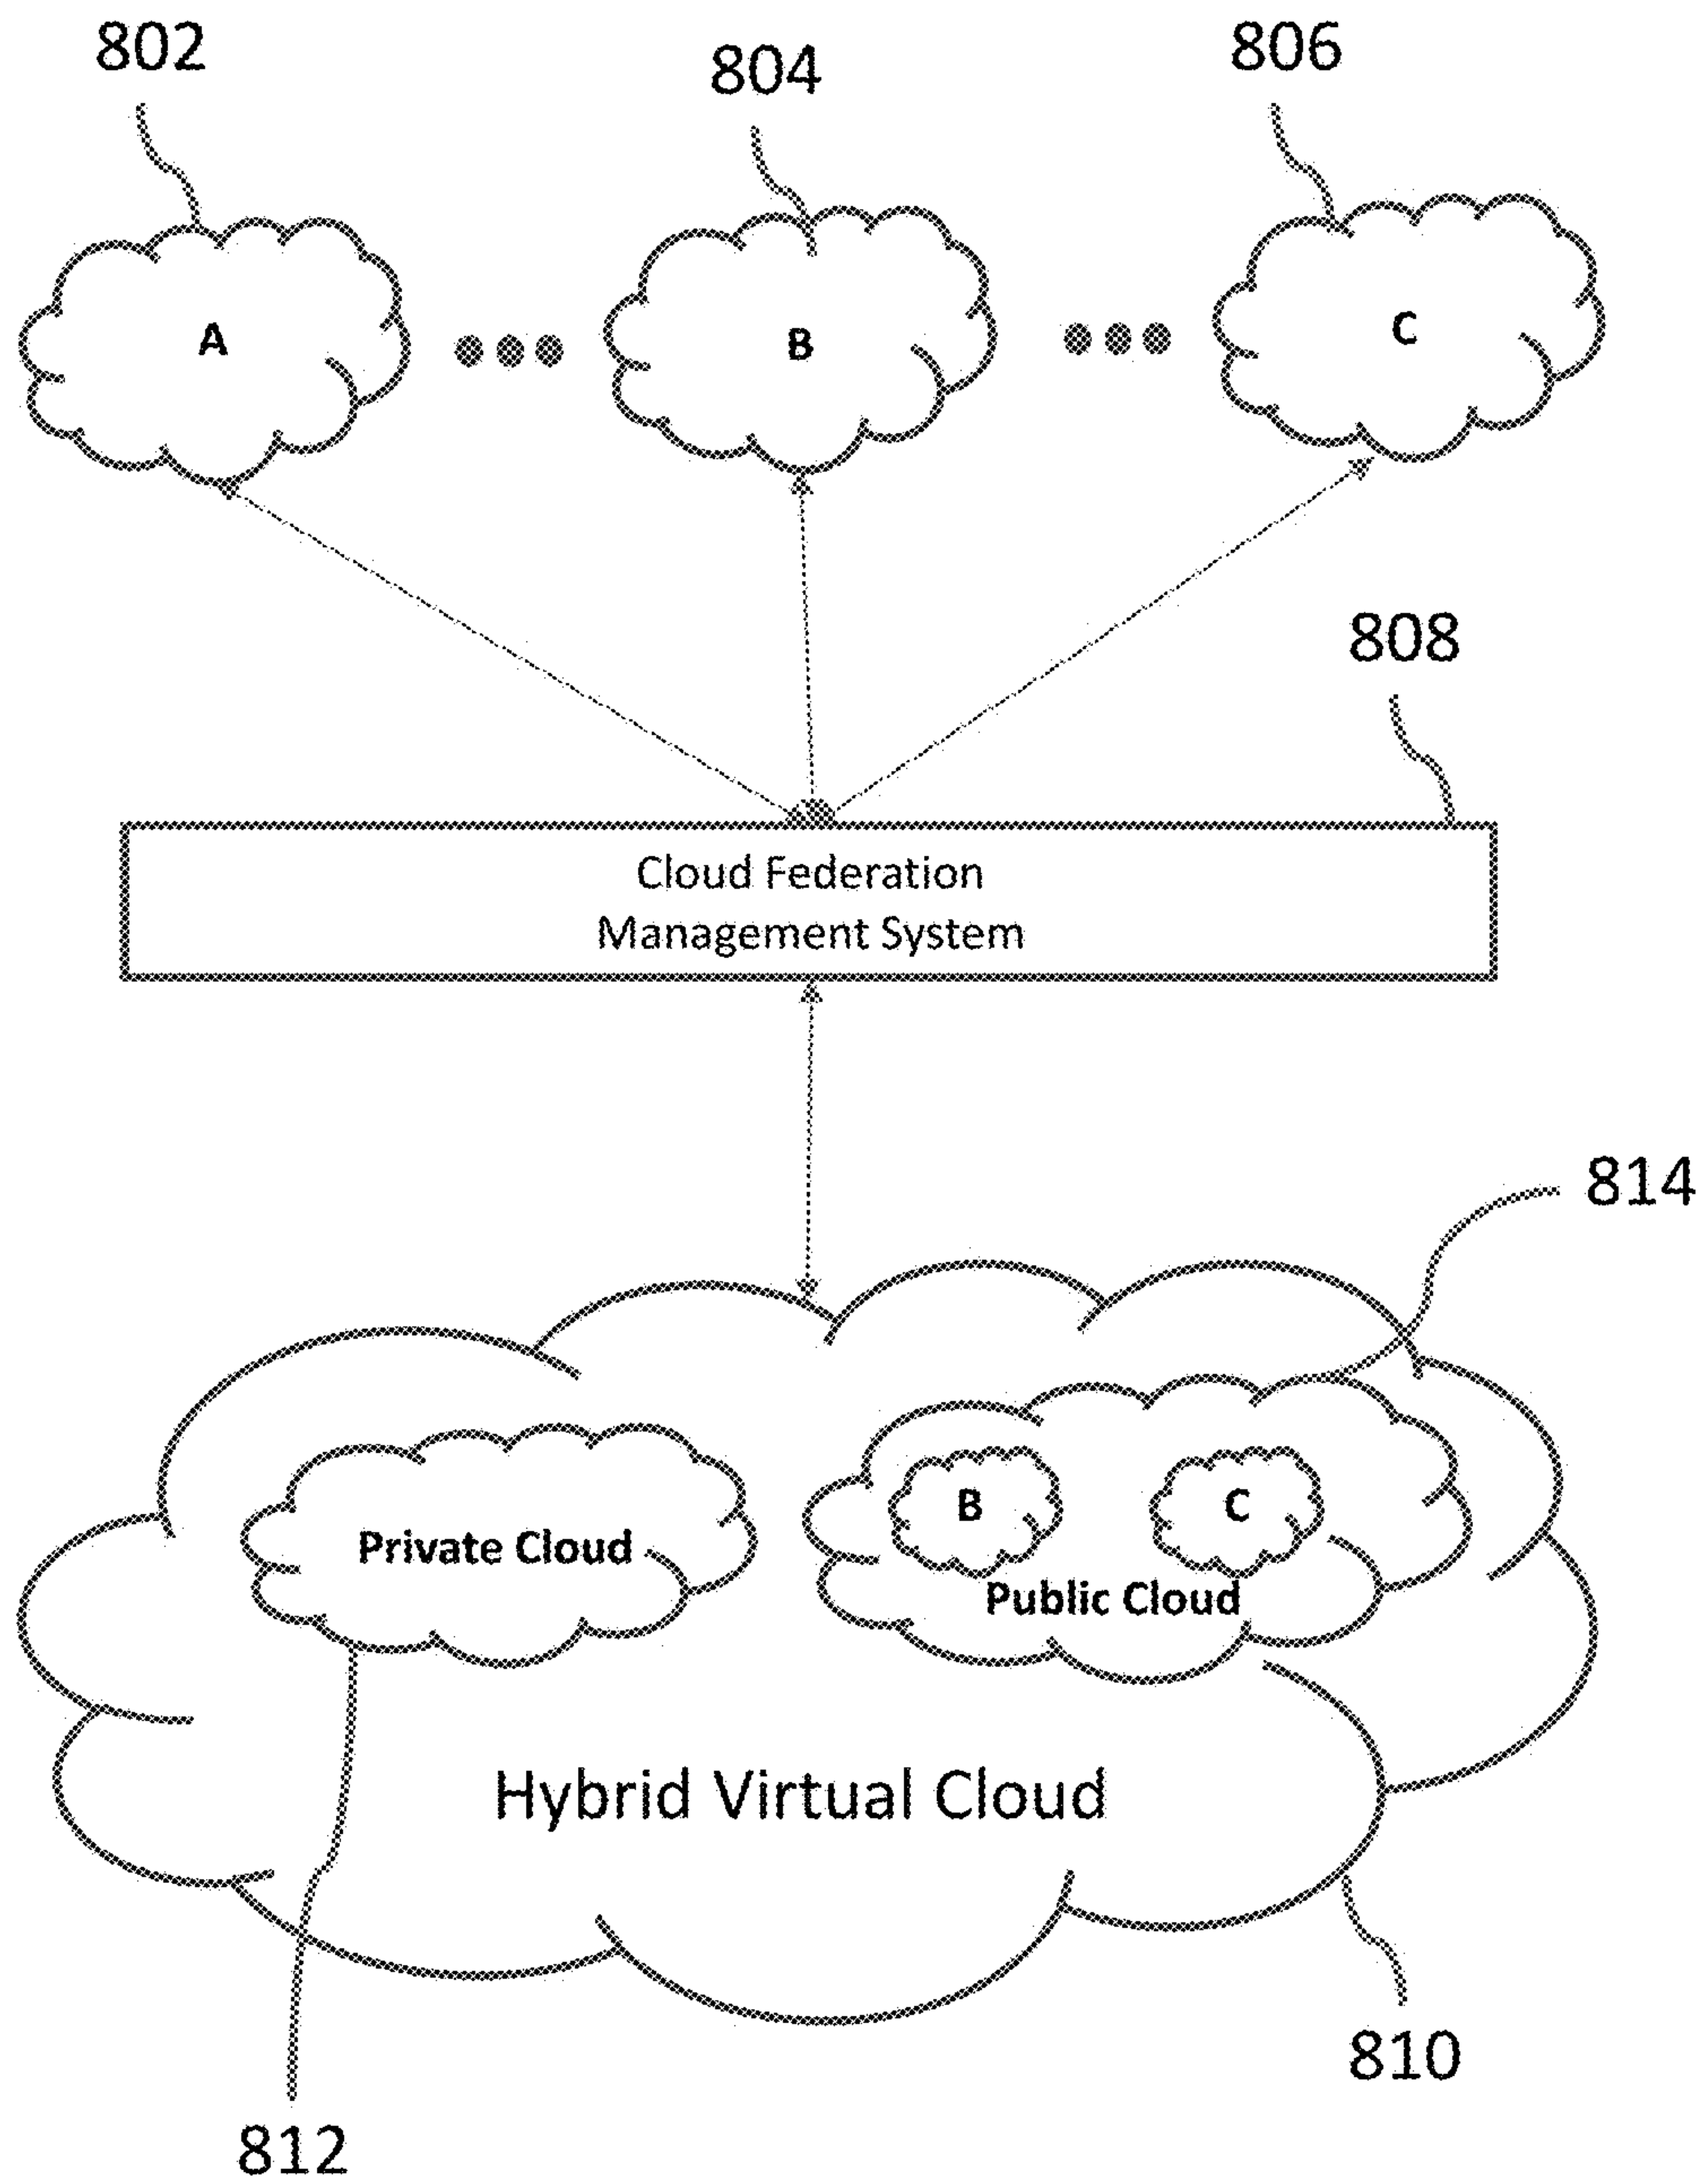 802
804
806
A
B
C
808
Cloud Federation
Management System
814
B
C
Private Cloud
Public Cloud
Hybrid Virtual Cloud
810
812